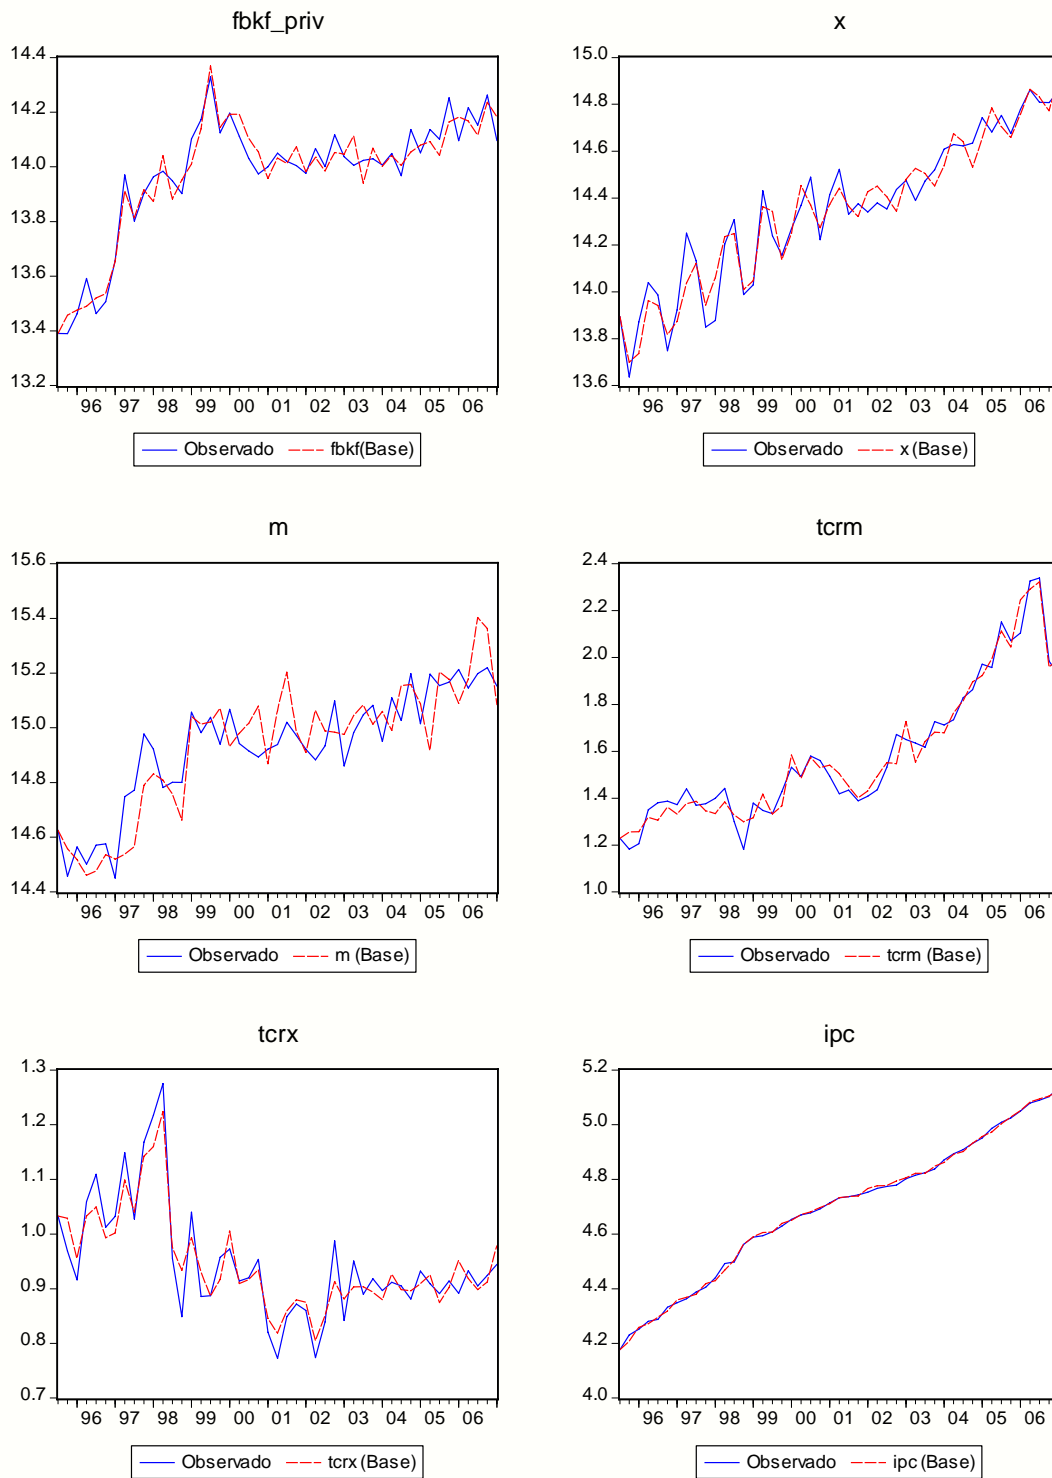 fbkf_priv
14.4
14.2
14.0
13.8
13.6
13.4
13.2
96 97 98 99 00 01 02 03 04 05 06
Observado fbkf(Base)
x
15.0
14.8
14.6
14.4
14.2
14.0
13.8
13.6
96 97 98 99 00 01 02 03 04 05 06
Observado x (Base)
m
15.6
15.4
15.2
15.0
14.8
14.6
14.4
96 97 98 99 00 01 02 03 04 05 06
Observado m (Base)
tcrm
2.4
2.2
2.0
1.8
1.6
1.4
1.2
1.0
96 97 98 99 00 01 02 03 04 05 06
Observado tcrm (Base)
tcrx
1.3
1.2
1.1
1.0
0.9
0.8
0.7
96 97 98 99 00 01 02 03 04 05 06
Observado tcrx (Base)
ipc
5.2
5.0
4.8
4.6
4.4
4.2
4.0
96 97 98 99 00 01 02 03 04 05 06
Observado ipc (Base)